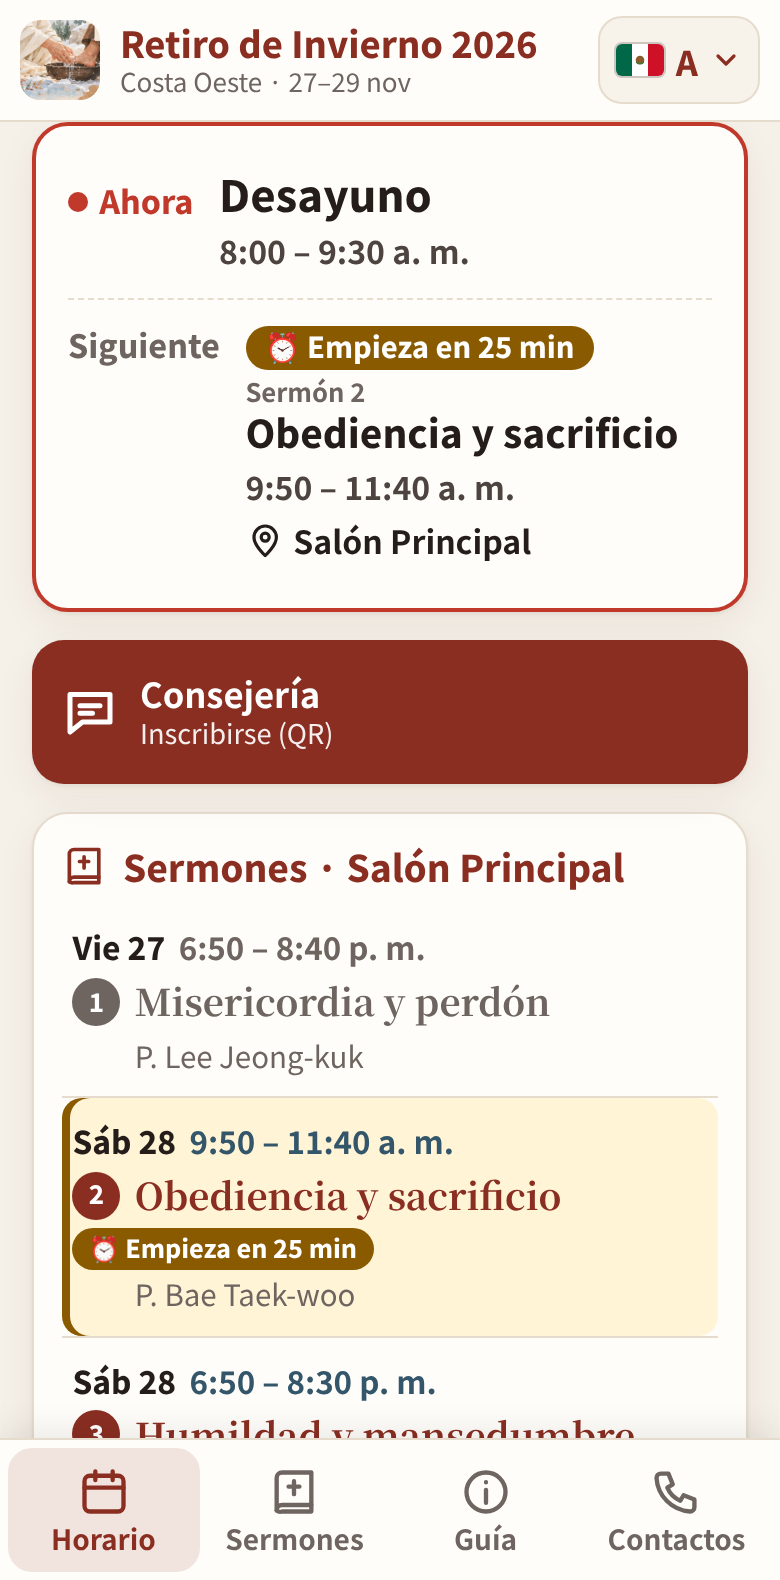 Retiro de Invierno 2026
Costa Oeste · 27–29 nov
A
Ahora Desayuno
8:00 – 9:30 a. m.
Siguiente ⏰ Empieza en 25 min
Sermón 2
Obediencia y sacrificio
9:50 – 11:40 a. m.
Salón Principal
Consejería
Inscribirse (QR)
Sermones · Salón Principal
Vie 27 6:50 – 8:40 p. m.
1 Misericordia y perdón
P. Lee Jeong-kuk
Sáb 28 9:50 – 11:40 a. m.
2 Obediencia y sacrificio
⏰ Empieza en 25 min
P. Bae Taek-woo
Sáb 28 6:50 – 8:30 p. m.
3 Humildad y mansedumbre
Horario Sermones Guía Contactos